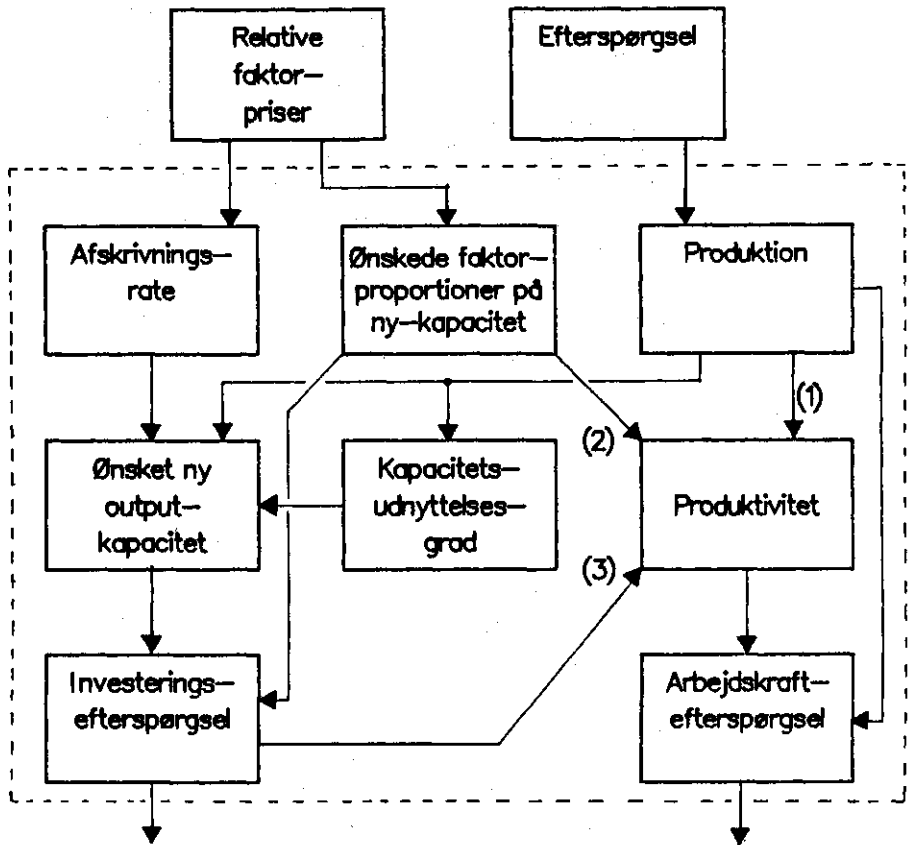 Relative
faktor—
priser
Efterspørgsel
Afskrivnings—
rate
Ønskede faktor—
proportioner på
ny—kapacitet
Produktion
(1)
(2)
Ønsket ny
output—
kapacitet
Kapacitets—
udnyttelses—
grad
Produktivitet
(3)
Investerings—
efterspørgsel
Arbejdskraft—
efterspørgsel